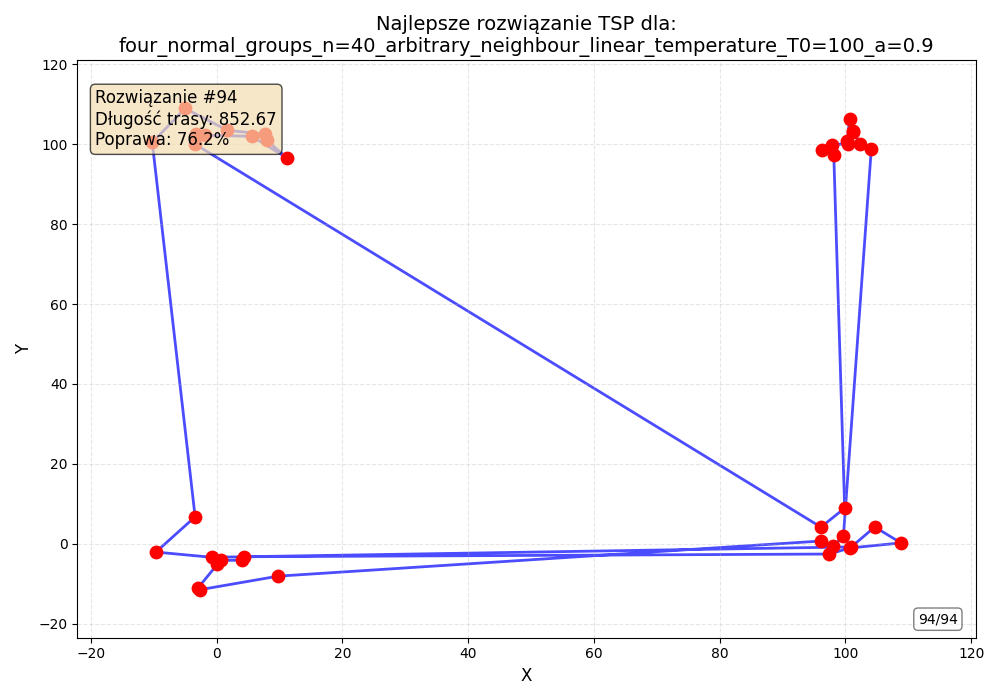 Najlepsze rozwiązanie TSP dla:
four_normal_groups_n=40_arbitrary_neighbour_linear_temperature_T0=100_a=0.9
120
100
80
60
40
20
0
−20
Y
Rozwiązanie #94
Długość trasy: 852.67
Poprawa: 76.2%
94/94
−20
0
20
40
60
80
100
120
X